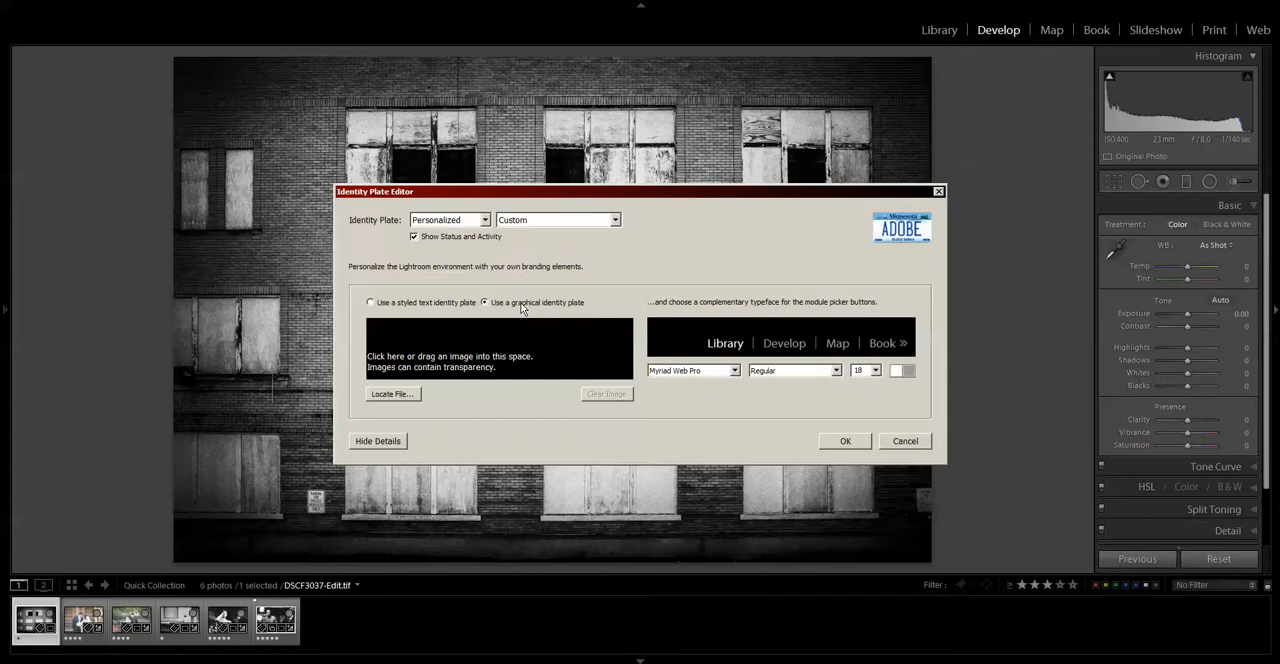 Library | Develop | Map | Book | Slideshow | Print | Web
Histogram
ISO 400 23 mm f / 8.0 1/140 sec
Original Photo
Basic
Treatment : Color Black & White
WB : As Shot
Temp 0
Tint 0
Tone Auto
Exposure 0.00
Contrast 0
Highlights 0
Shadows 0
Whites 0
Blacks 0
Presence
Clarity 0
Vibrance 0
Saturation 0
Tone Curve
HSL / Color / B & W
Split Toning
Detail
Previous Reset
Identity Plate Editor
Identity Plate: Personalized Custom
Show Status and Activity
Minnesota
ADOBE
Personalize the Lightroom environment with your own branding elements.
Use a styled text identity plate Use a graphical identity plate
...and choose a complementary typeface for the module picker buttons.
Click here or drag an image into this space.
Images can contain transparency.
Library | Develop | Map | Book »
Myriad Web Pro Regular 18
Locate File... Clear Image
Hide Details OK Cancel
1 2 Quick Collection 6 photos / 1 selected / DSCF3037-Edit.tif
Filter : ≥ ★★★☆☆ No Filter